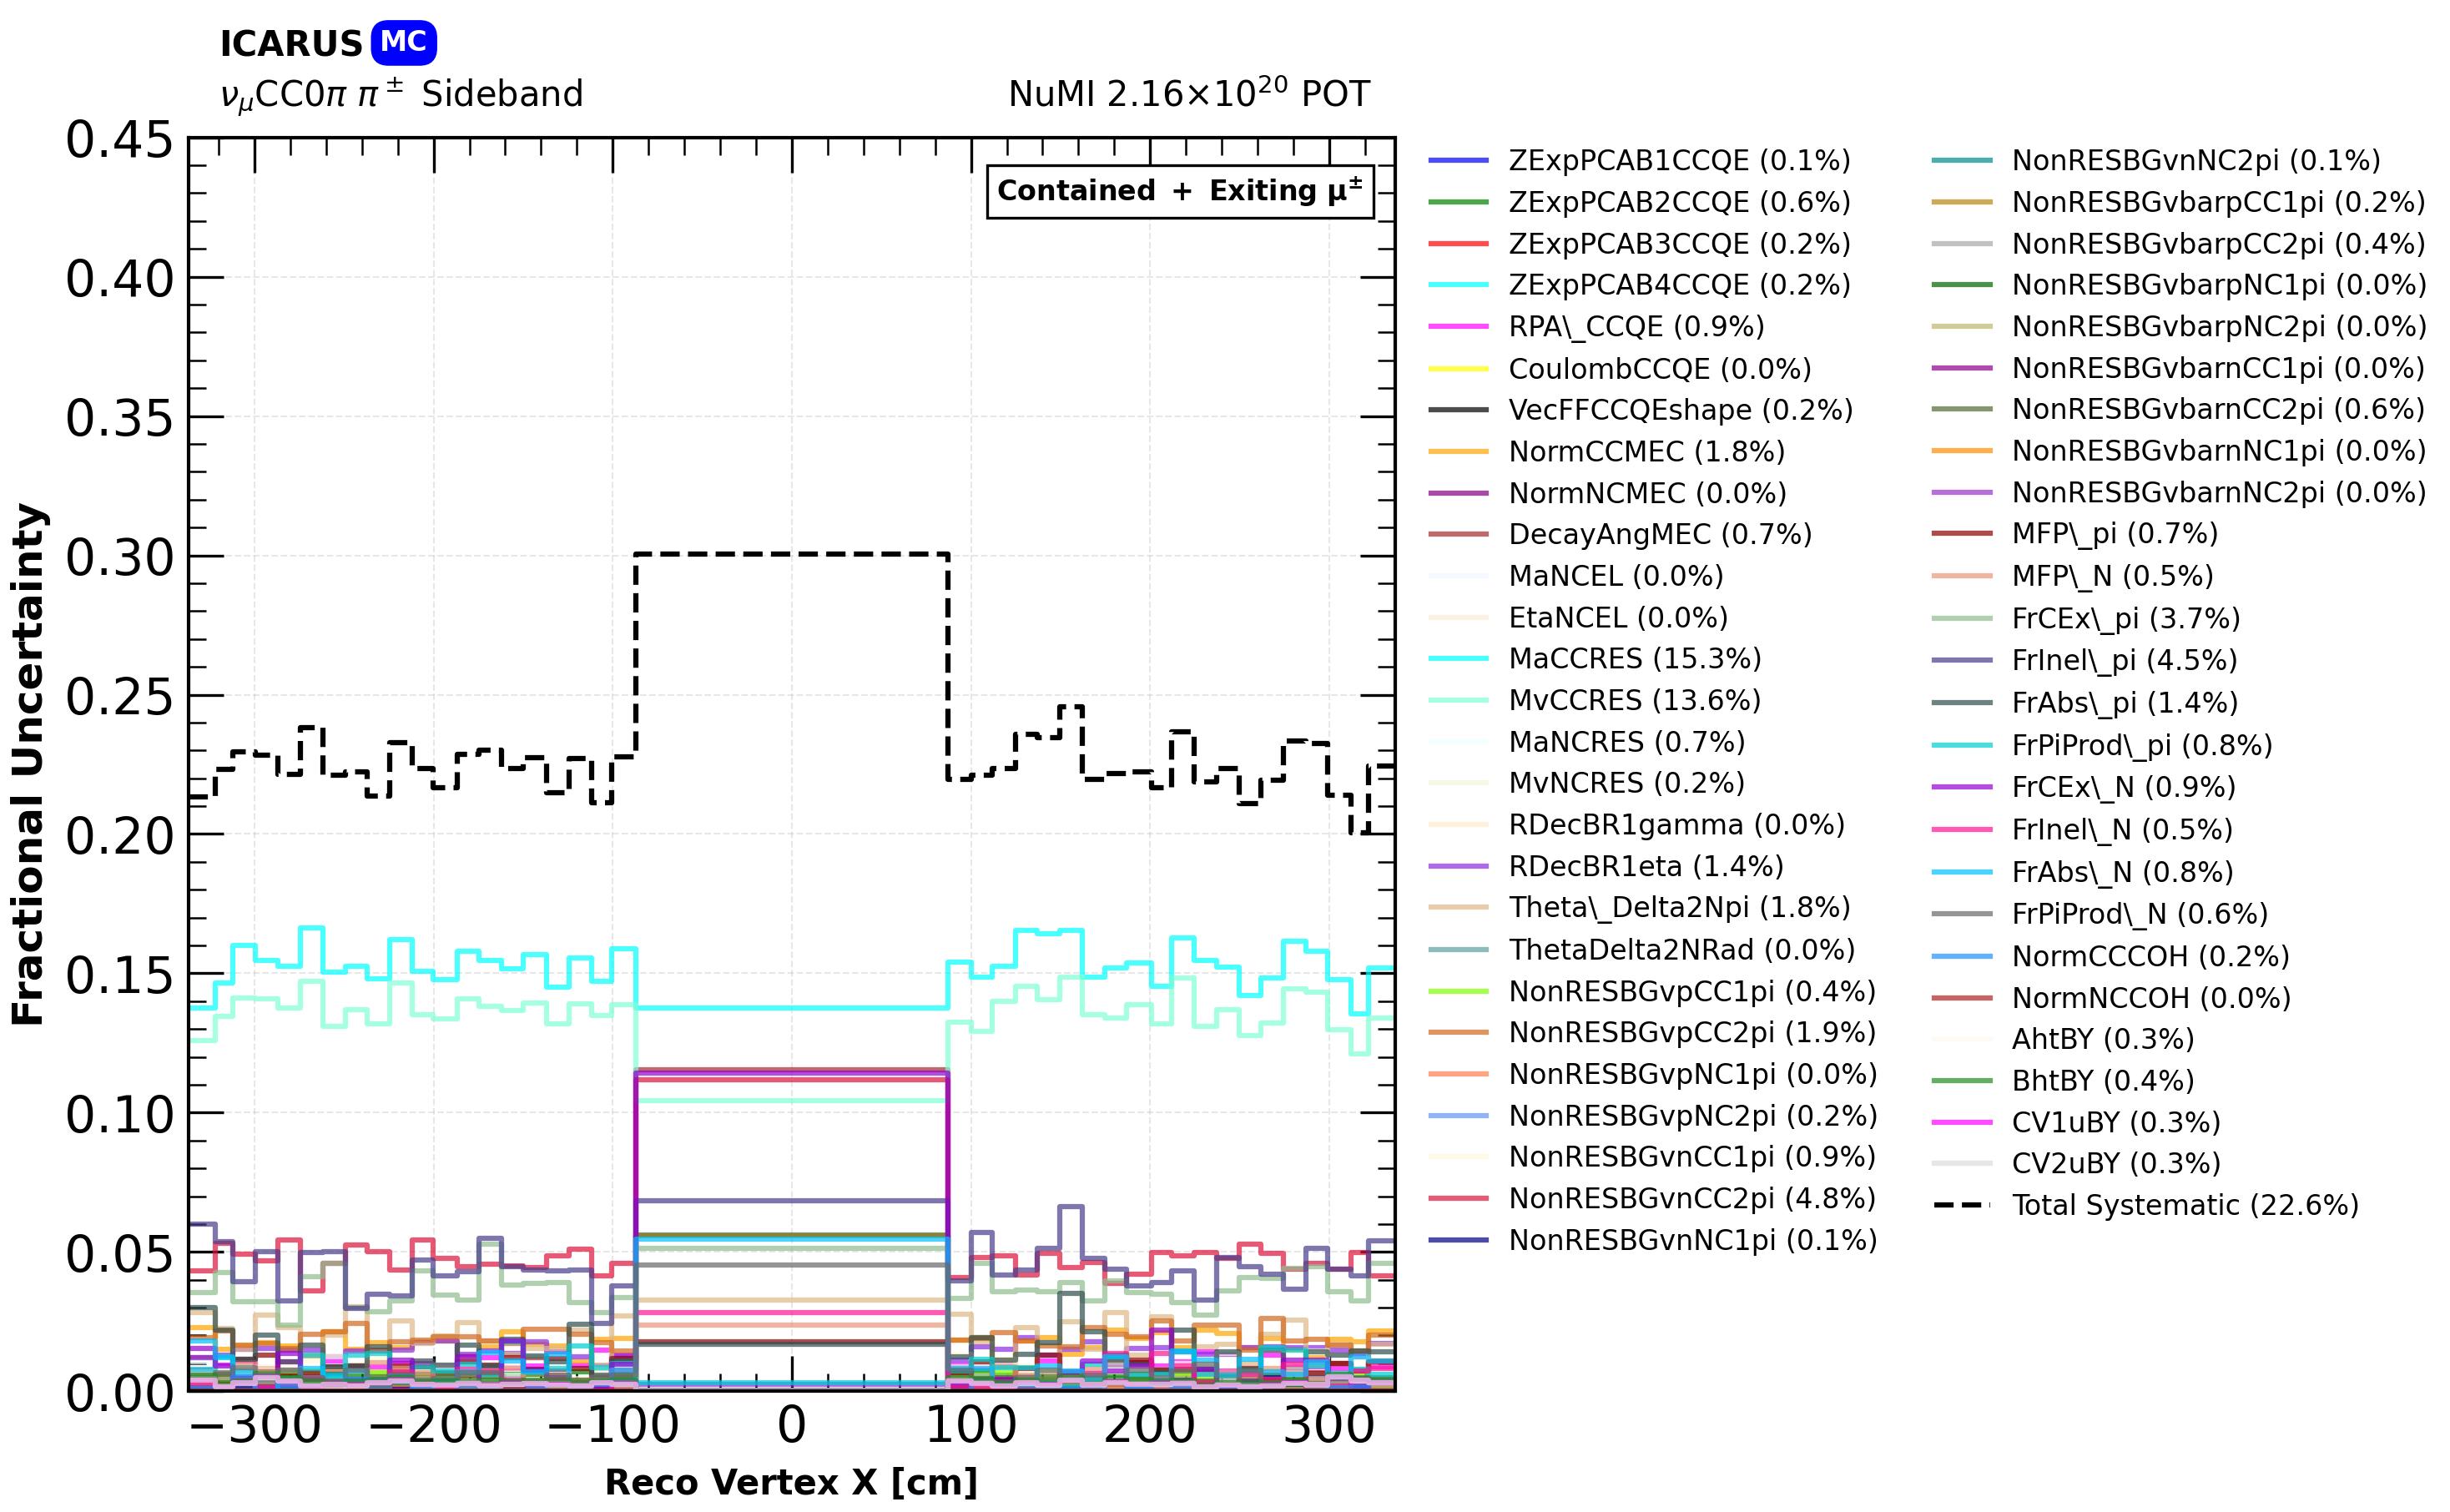 ICARUS MC
νμCC0π π± Sideband
NuMI 2.16×10²⁰ POT
Contained + Exiting μ±
Fractional Uncertainty
0.45
0.40
0.35
0.30
0.25
0.20
0.15
0.10
0.05
0.00
−300 −200 −100 0 100 200 300
Reco Vertex X [cm]
ZExpPCAB1CCQE (0.1%)
ZExpPCAB2CCQE (0.6%)
ZExpPCAB3CCQE (0.2%)
ZExpPCAB4CCQE (0.2%)
RPA\_CCQE (0.9%)
CoulombCCQE (0.0%)
VecFFCCQEshape (0.2%)
NormCCMEC (1.8%)
NormNCMEC (0.0%)
DecayAngMEC (0.7%)
MaNCEL (0.0%)
EtaNCEL (0.0%)
MaCCRES (15.3%)
MvCCRES (13.6%)
MaNCRES (0.7%)
MvNCRES (0.2%)
RDecBR1gamma (0.0%)
RDecBR1eta (1.4%)
Theta\_Delta2Npi (1.8%)
ThetaDelta2NRad (0.0%)
NonRESBGvpCC1pi (0.4%)
NonRESBGvpCC2pi (1.9%)
NonRESBGvpNC1pi (0.0%)
NonRESBGvpNC2pi (0.2%)
NonRESBGvnCC1pi (0.9%)
NonRESBGvnCC2pi (4.8%)
NonRESBGvnNC1pi (0.1%)
NonRESBGvnNC2pi (0.1%)
NonRESBGvbarpCC1pi (0.2%)
NonRESBGvbarpCC2pi (0.4%)
NonRESBGvbarpNC1pi (0.0%)
NonRESBGvbarpNC2pi (0.0%)
NonRESBGvbarnCC1pi (0.0%)
NonRESBGvbarnCC2pi (0.6%)
NonRESBGvbarnNC1pi (0.0%)
NonRESBGvbarnNC2pi (0.0%)
MFP\_pi (0.7%)
MFP\_N (0.5%)
FrCEx\_pi (3.7%)
FrInel\_pi (4.5%)
FrAbs\_pi (1.4%)
FrPiProd\_pi (0.8%)
FrCEx\_N (0.9%)
FrInel\_N (0.5%)
FrAbs\_N (0.8%)
FrPiProd\_N (0.6%)
NormCCCOH (0.2%)
NormNCCOH (0.0%)
AhtBY (0.3%)
BhtBY (0.4%)
CV1uBY (0.3%)
CV2uBY (0.3%)
Total Systematic (22.6%)